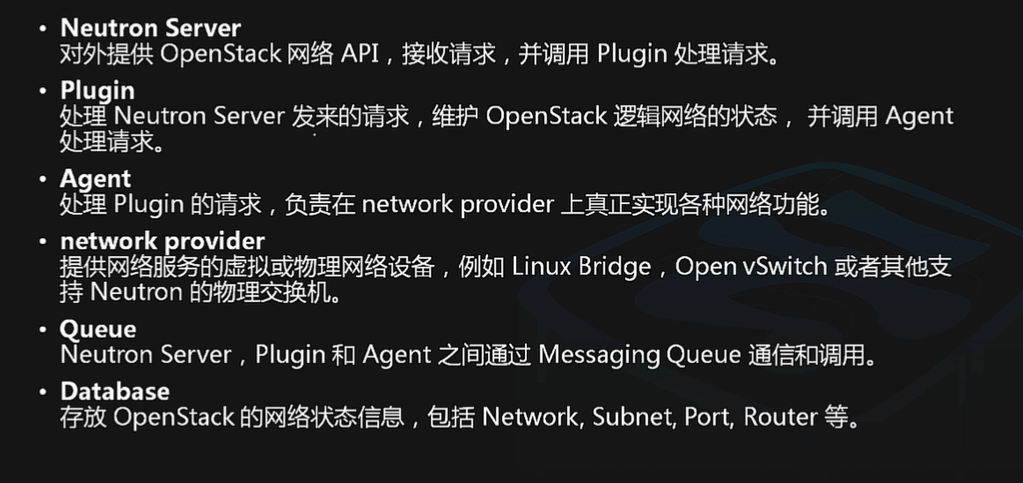 • Neutron Server
对外提供 OpenStack 网络 API，接收请求，并调用 Plugin 处理请求。
• Plugin
处理 Neutron Server 发来的请求，维护 OpenStack 逻辑网络的状态， 并调用 Agent
处理请求。
• Agent
处理 Plugin 的请求，负责在 network provider 上真正实现各种网络功能。
• network provider
提供网络服务的虚拟或物理网络设备，例如 Linux Bridge，Open vSwitch 或者其他支
持 Neutron 的物理交换机。
• Queue
Neutron Server，Plugin 和 Agent 之间通过 Messaging Queue 通信和调用。
• Database
存放 OpenStack 的网络状态信息，包括 Network, Subnet, Port, Router 等。